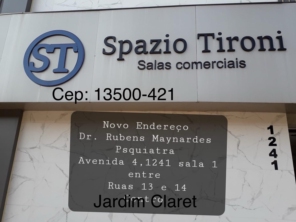 ST Spazio Tironi
Salas comerciais
Cep: 13500-421
Novo Endereço
Dr. Rubens Maynardes
Psquiatra
Avenida 4,1241 sala 1
entre
Ruas 13 e 14
Jardim Claret
1241